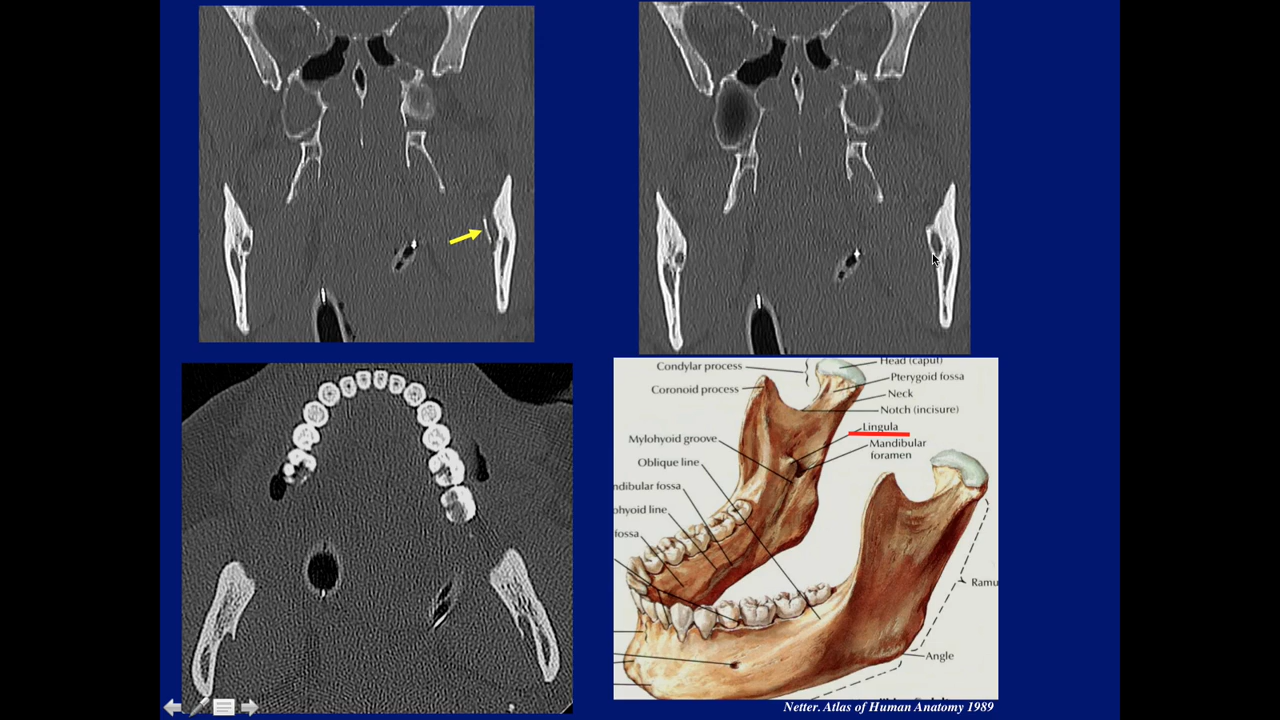 Condylar process
Head (caput)
Pterygoid fossa
Coronoid process
Neck
Notch (incisure)
Lingula
Mylohyoid groove
Mandibular
foramen
Oblique line
ndibular fossa
ohyoid line
fossa
Ramu
Angle
Netter. Atlas of Human Anatomy 1989